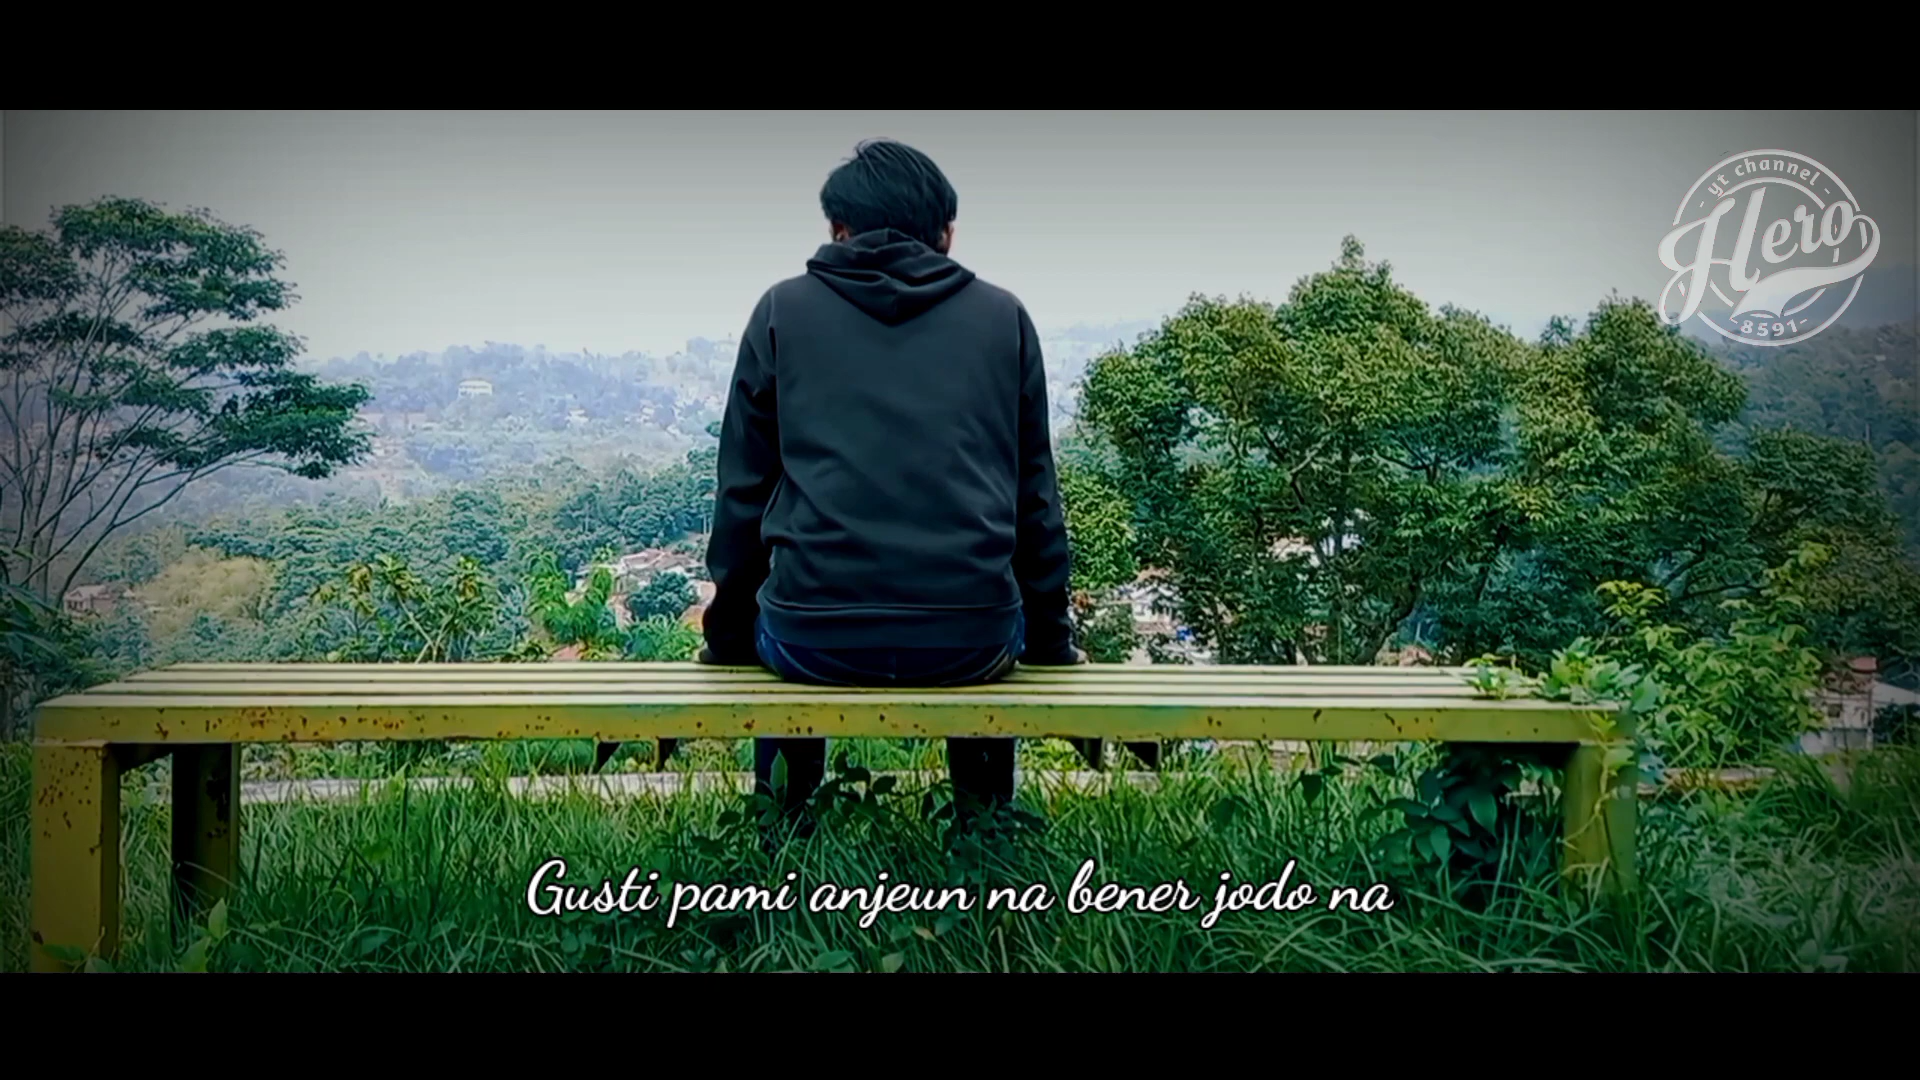 - yt channel -
Hero
-8591-
Gusti pami anjeun na bener jodo na